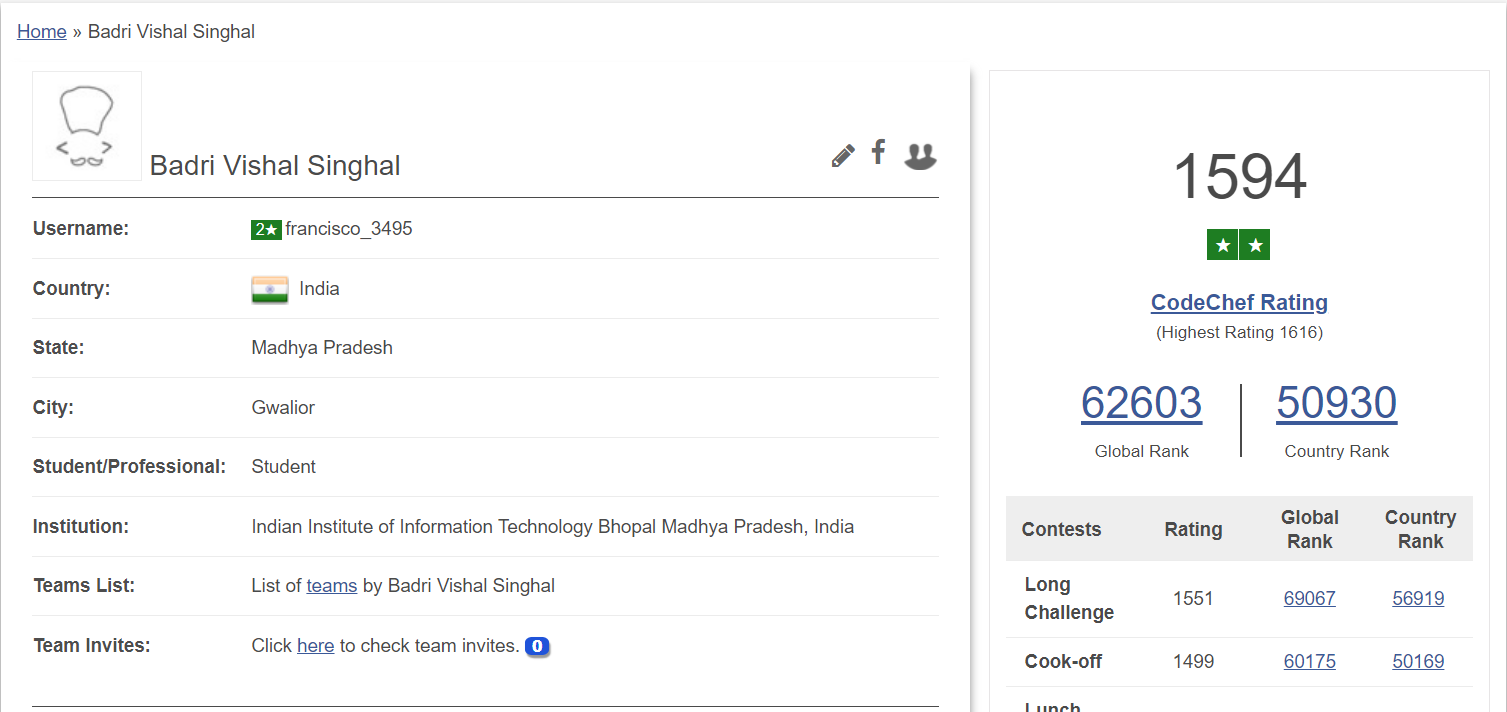 Home » Badri Vishal Singhal
Badri Vishal Singhal
Username: 2★ francisco_3495
Country: India
State: Madhya Pradesh
City: Gwalior
Student/Professional: Student
Institution: Indian Institute of Information Technology Bhopal Madhya Pradesh, India
Teams List: List of teams by Badri Vishal Singhal
Team Invites: Click here to check team invites. 0
1594
★ ★
CodeChef Rating
(Highest Rating 1616)
62603 50930
Global Rank Country Rank
Contests Rating Global Rank Country Rank
Long Challenge 1551 69067 56919
Cook-off 1499 60175 50169
Lunch